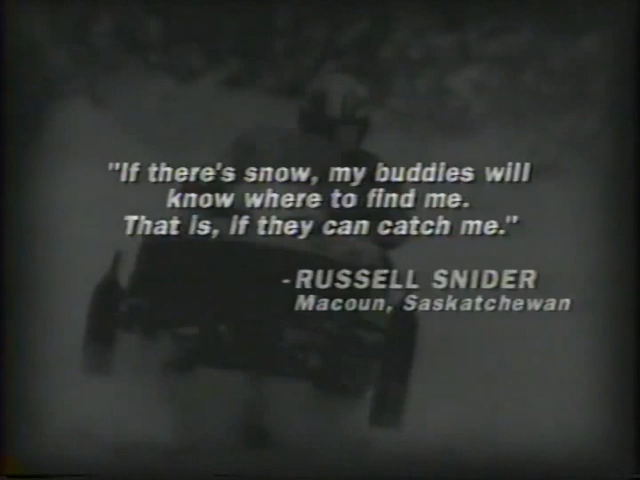 "If there's snow, my buddies will
know where to find me.
That is, if they can catch me."
-RUSSELL SNIDER
Macoun, Saskatchewan